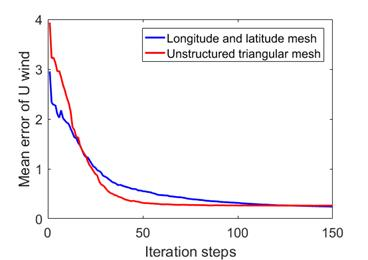 Longitude and latitude mesh
Unstructured triangular mesh
Mean error of U wind
4
3
2
1
0
0
50
100
150
Iteration steps